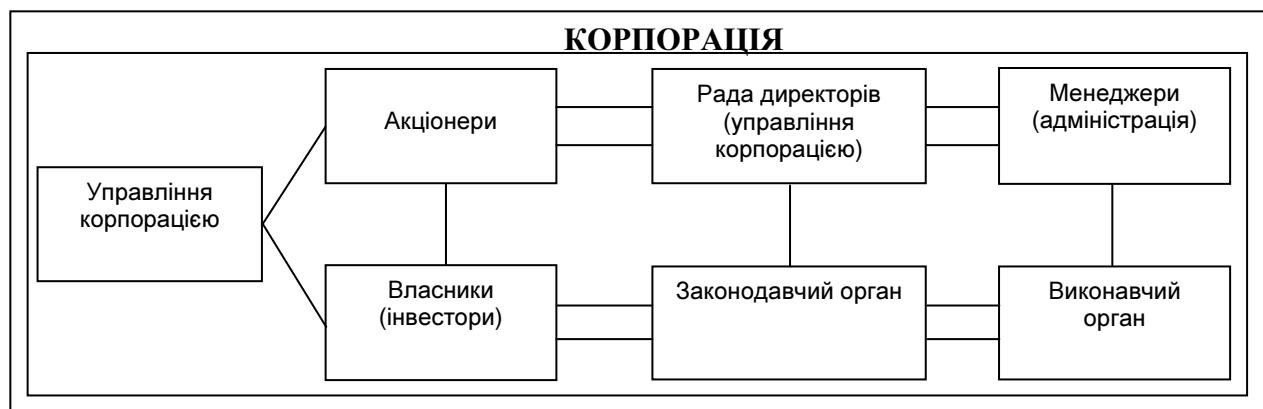 КОРПОРАЦІЯ
Акціонери
Рада директорів
(управління
корпорацією)
Менеджери
(адміністрація)
Управління
корпорацією
Власники
(інвестори)
Законодавчий орган
Виконавчий
орган